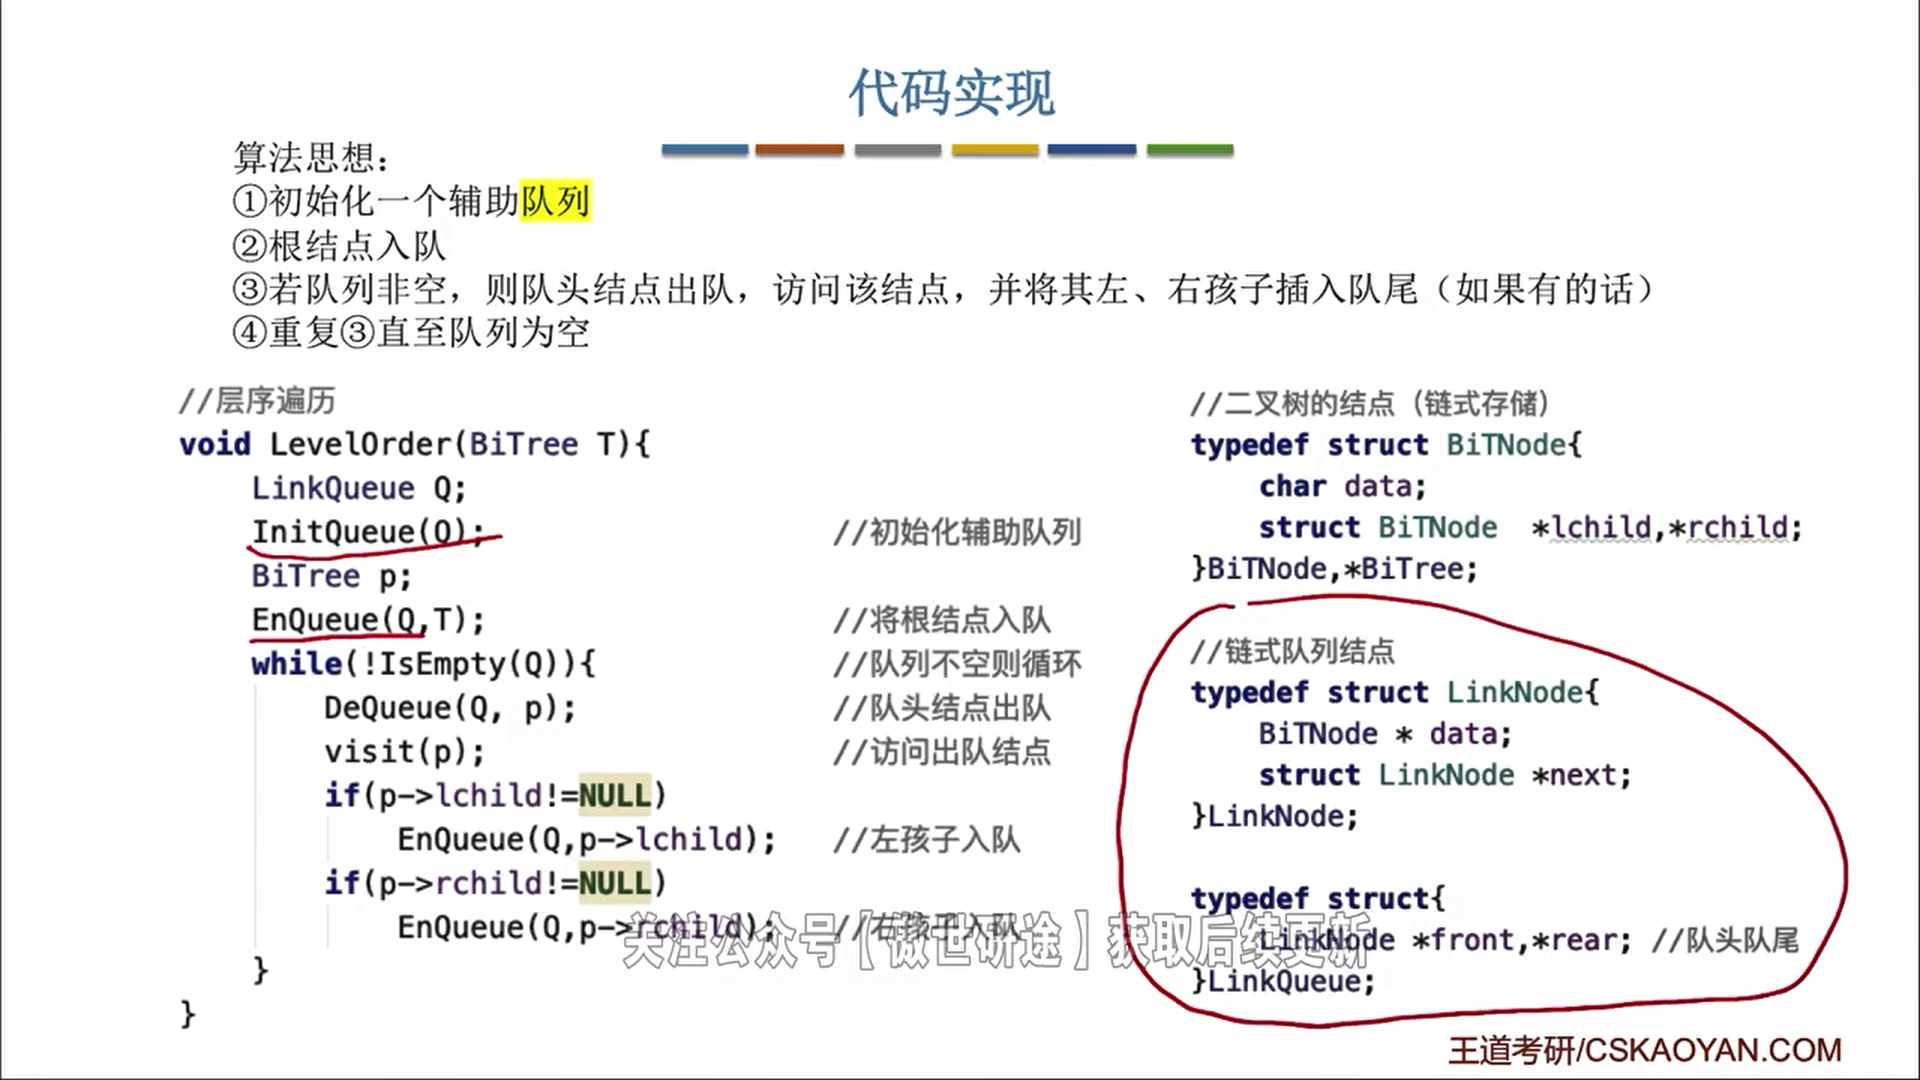 代码实现
算法思想：
①初始化一个辅助队列
②根结点入队
③若队列非空，则队头结点出队，访问该结点，并将其左、右孩子插入队尾（如果有的话）
④重复③直至队列为空
//层序遍历
void LevelOrder(BiTree T){
LinkQueue Q;
InitQueue(Q); //初始化辅助队列
BiTree p;
EnQueue(Q,T); //将根结点入队
while(!IsEmpty(Q)){ //队列不空则循环
DeQueue(Q, p); //队头结点出队
visit(p); //访问出队结点
if(p->lchild!=NULL)
EnQueue(Q,p->lchild); //左孩子入队
if(p->rchild!=NULL)
EnQueue(Q,p->rchild); //右孩子入队
}
}
//二叉树的结点（链式存储）
typedef struct BiTNode{
char data;
struct BiTNode *lchild,*rchild;
}BiTNode,*BiTree;
//链式队列结点
typedef struct LinkNode{
BiTNode * data;
struct LinkNode *next;
}LinkNode;
typedef struct{
LinkNode *front,*rear; //队头队尾
}LinkQueue;
关注公众号【傲世研途】获取后续更新
王道考研/CSKAOYAN.COM